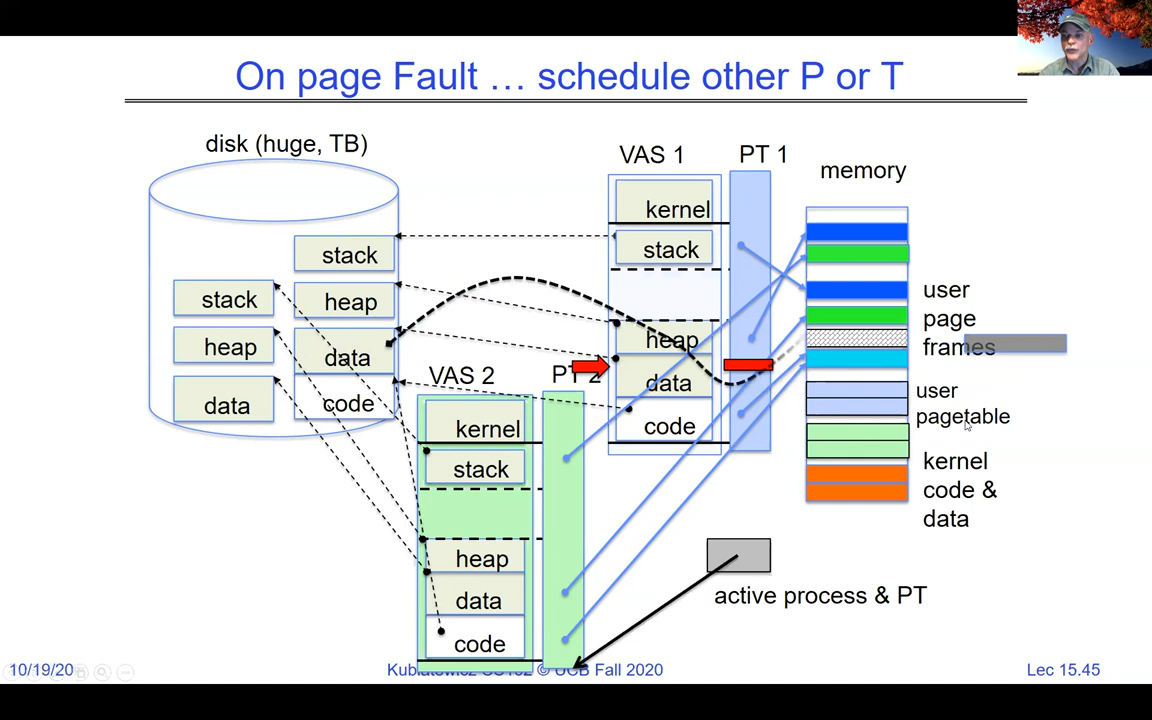 On page Fault … schedule other P or T
disk (huge, TB)
stack
heap
data
code
stack
heap
data
VAS 1
PT 1
kernel
stack
heap
data
code
VAS 2
PT 2
kernel
stack
heap
data
code
memory
user
page
frames
user
pagetable
kernel
code &
data
active process & PT
10/19/20
Kubiatowicz CS162 © UCB Fall 2020
Lec 15.45